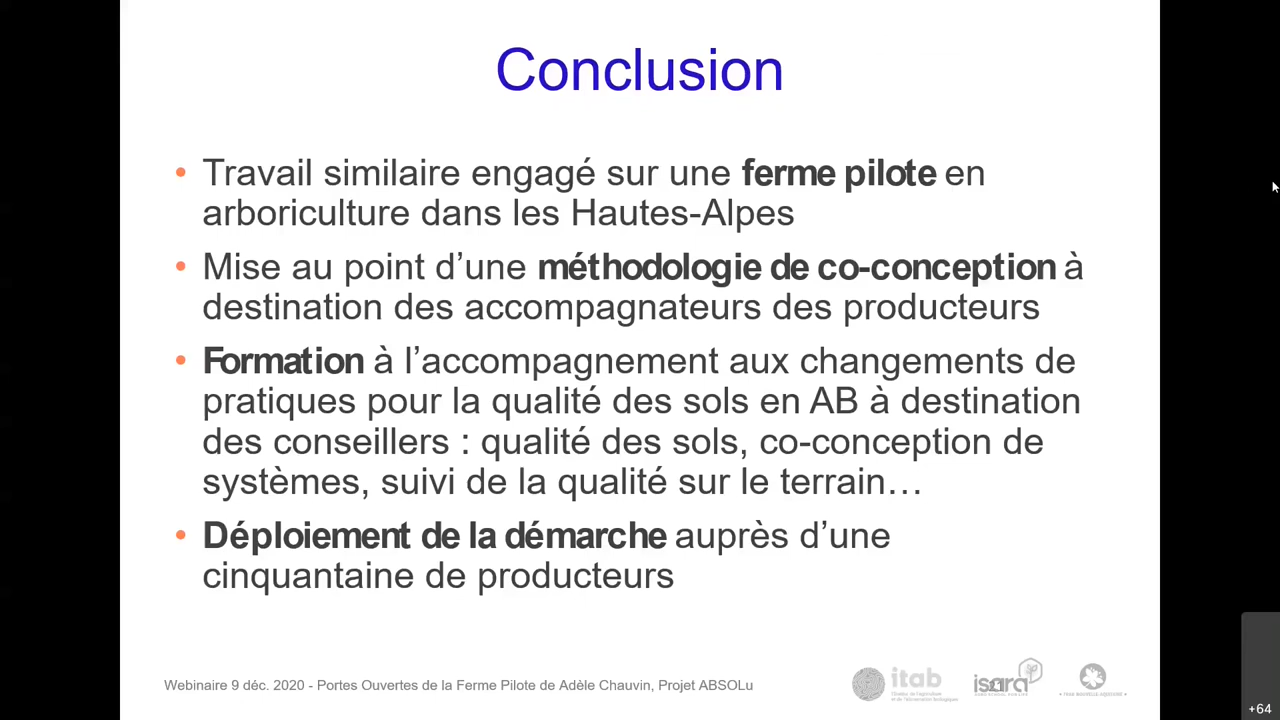 Conclusion
• Travail similaire engagé sur une ferme pilote en
arboriculture dans les Hautes-Alpes
• Mise au point d’une méthodologie de co-conception à
destination des accompagnateurs des producteurs
• Formation à l’accompagnement aux changements de
pratiques pour la qualité des sols en AB à destination
des conseillers : qualité des sols, co-conception de
systèmes, suivi de la qualité sur le terrain…
• Déploiement de la démarche auprès d’une
cinquantaine de producteurs
Webinaire 9 déc. 2020 - Portes Ouvertes de la Ferme Pilote de Adèle Chauvin, Projet ABSOLu
itab
isara
+64